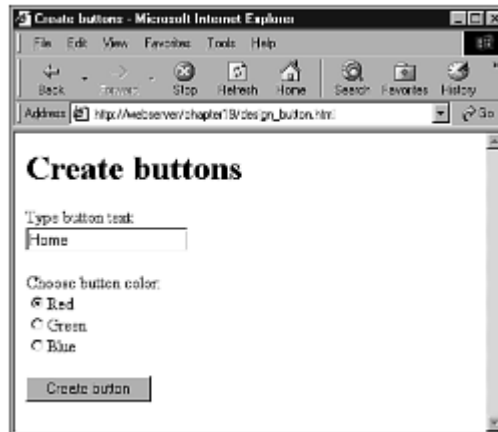 Create buttons - Microsoft Internet Explorer
File Edit View Favorites Tools Help
Back Forward Stop Refresh Home Search Favorites History
Address http://webserver/chapter19/design_button.html Go
Create buttons
Type button text:
Home
Choose button color:
Red
Green
Blue
Create button